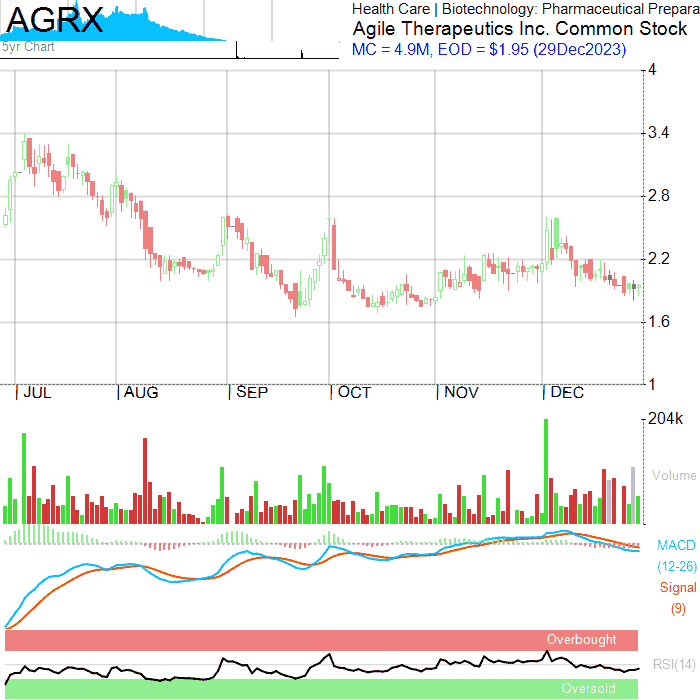 AGRX
5yr Chart
Health Care | Biotechnology: Pharmaceutical Prepara
Agile Therapeutics Inc. Common Stock
MC = 4.9M, EOD = $1.95 (29Dec2023)
4
3.4
2.8
2.2
1.6
1
JUL AUG SEP OCT NOV DEC
204k
Volume
MACD
(12-26)
Signal
(9)
Overbought
RSI(14)
Oversold